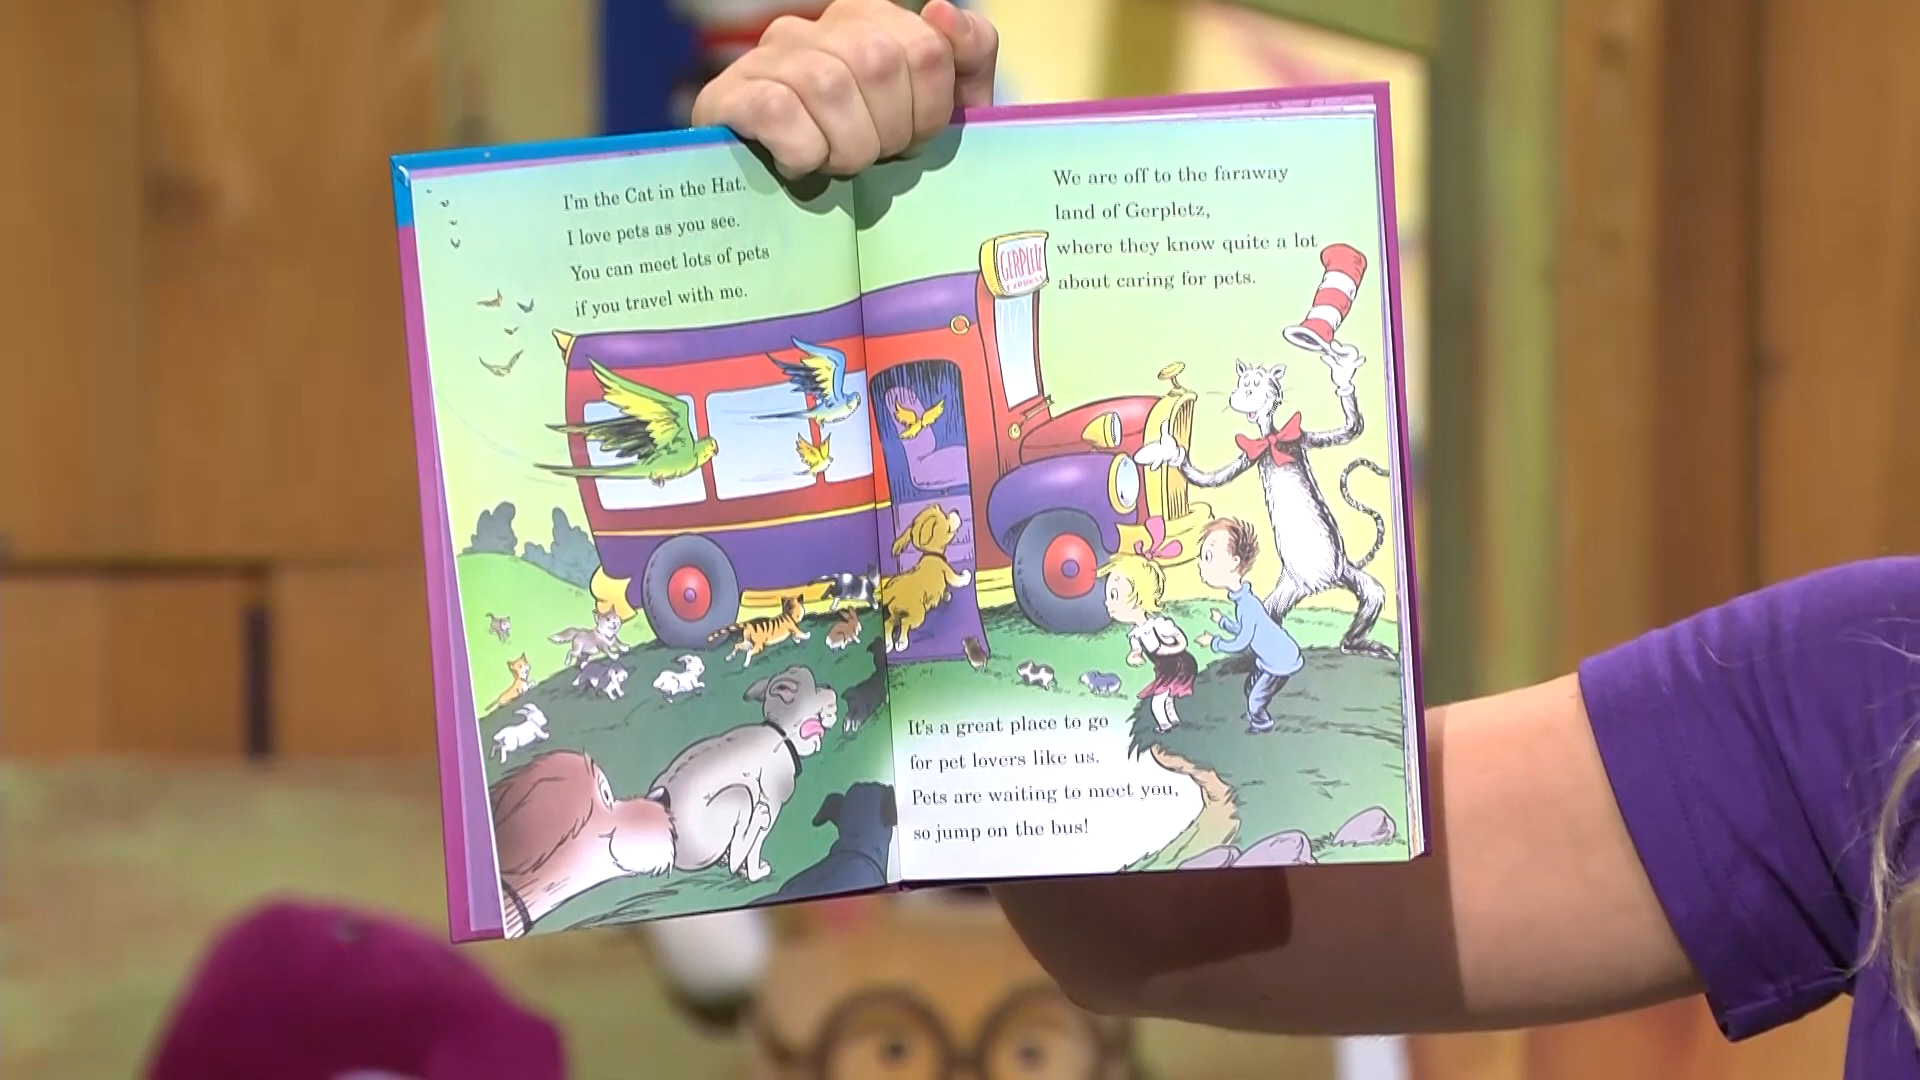 I'm the Cat in the Hat.
I love pets as you see.
You can meet lots of pets
if you travel with me.
We are off to the faraway
land of Gerpletz,
where they know quite a lot
about caring for pets.
GERPLETZ
EXPRESS
It's a great place to go
for pet lovers like us.
Pets are waiting to meet you,
so jump on the bus!